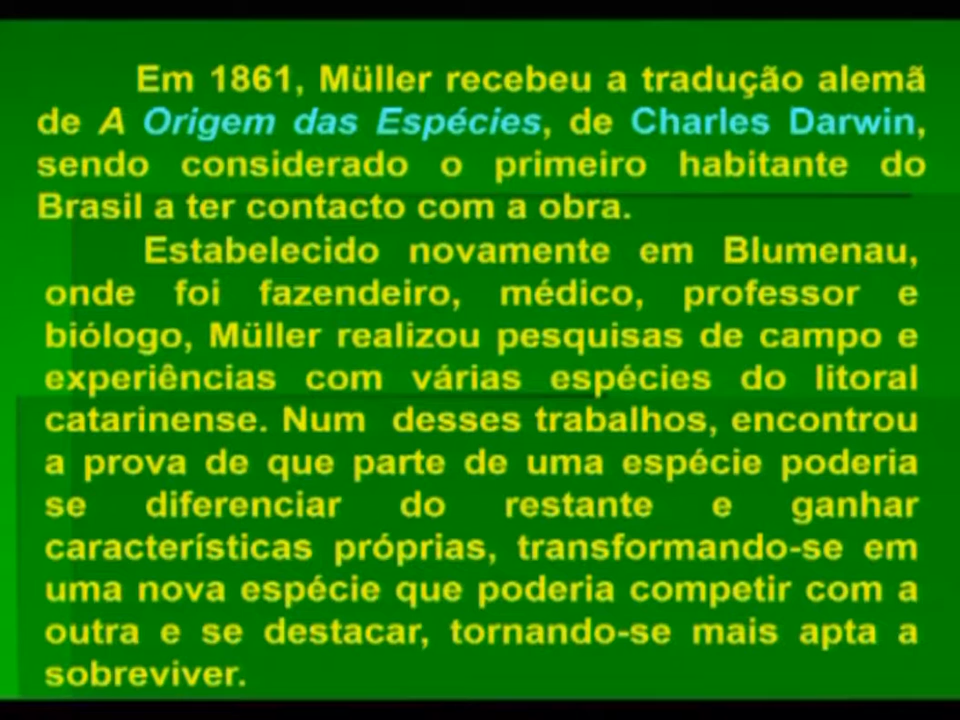 Em 1861, Müller recebeu a tradução alemã
de A Origem das Espécies, de Charles Darwin,
sendo considerado o primeiro habitante do
Brasil a ter contacto com a obra.
Estabelecido novamente em Blumenau,
onde foi fazendeiro, médico, professor e
biólogo, Müller realizou pesquisas de campo e
experiências com várias espécies do litoral
catarinense. Num desses trabalhos, encontrou
a prova de que parte de uma espécie poderia
se diferenciar do restante e ganhar
características próprias, transformando-se em
uma nova espécie que poderia competir com a
outra e se destacar, tornando-se mais apta a
sobreviver.